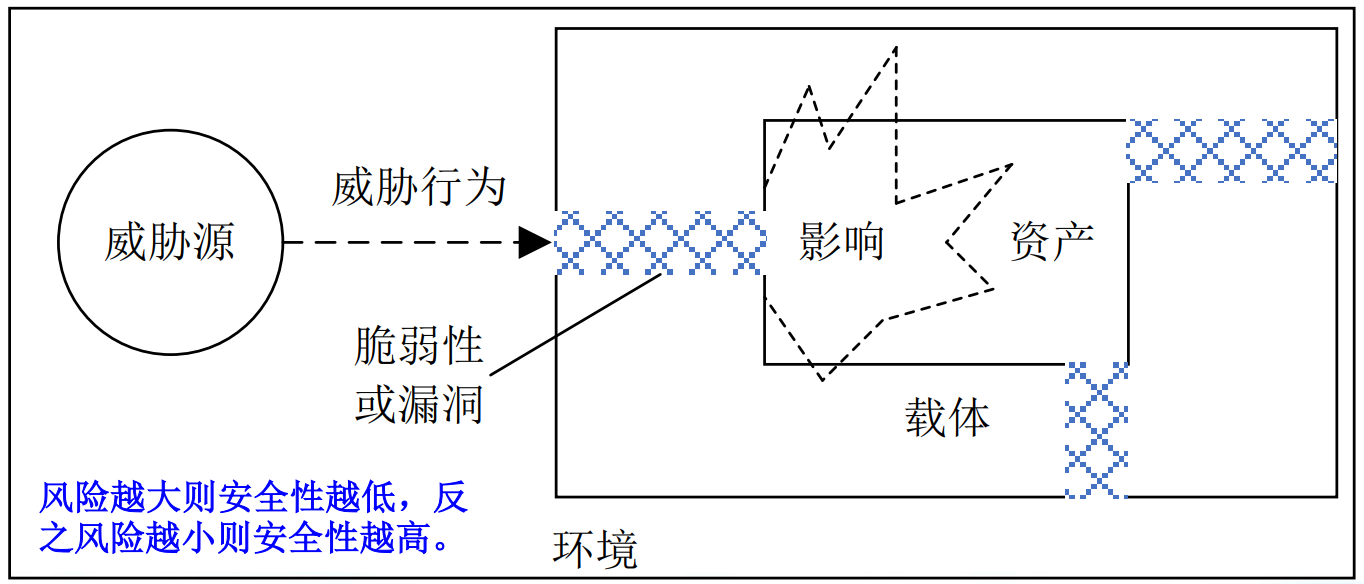 威胁源
威胁行为
脆弱性
或漏洞
影响
资产
载体
环境
风险越大则安全性越低，反
之风险越小则安全性越高。